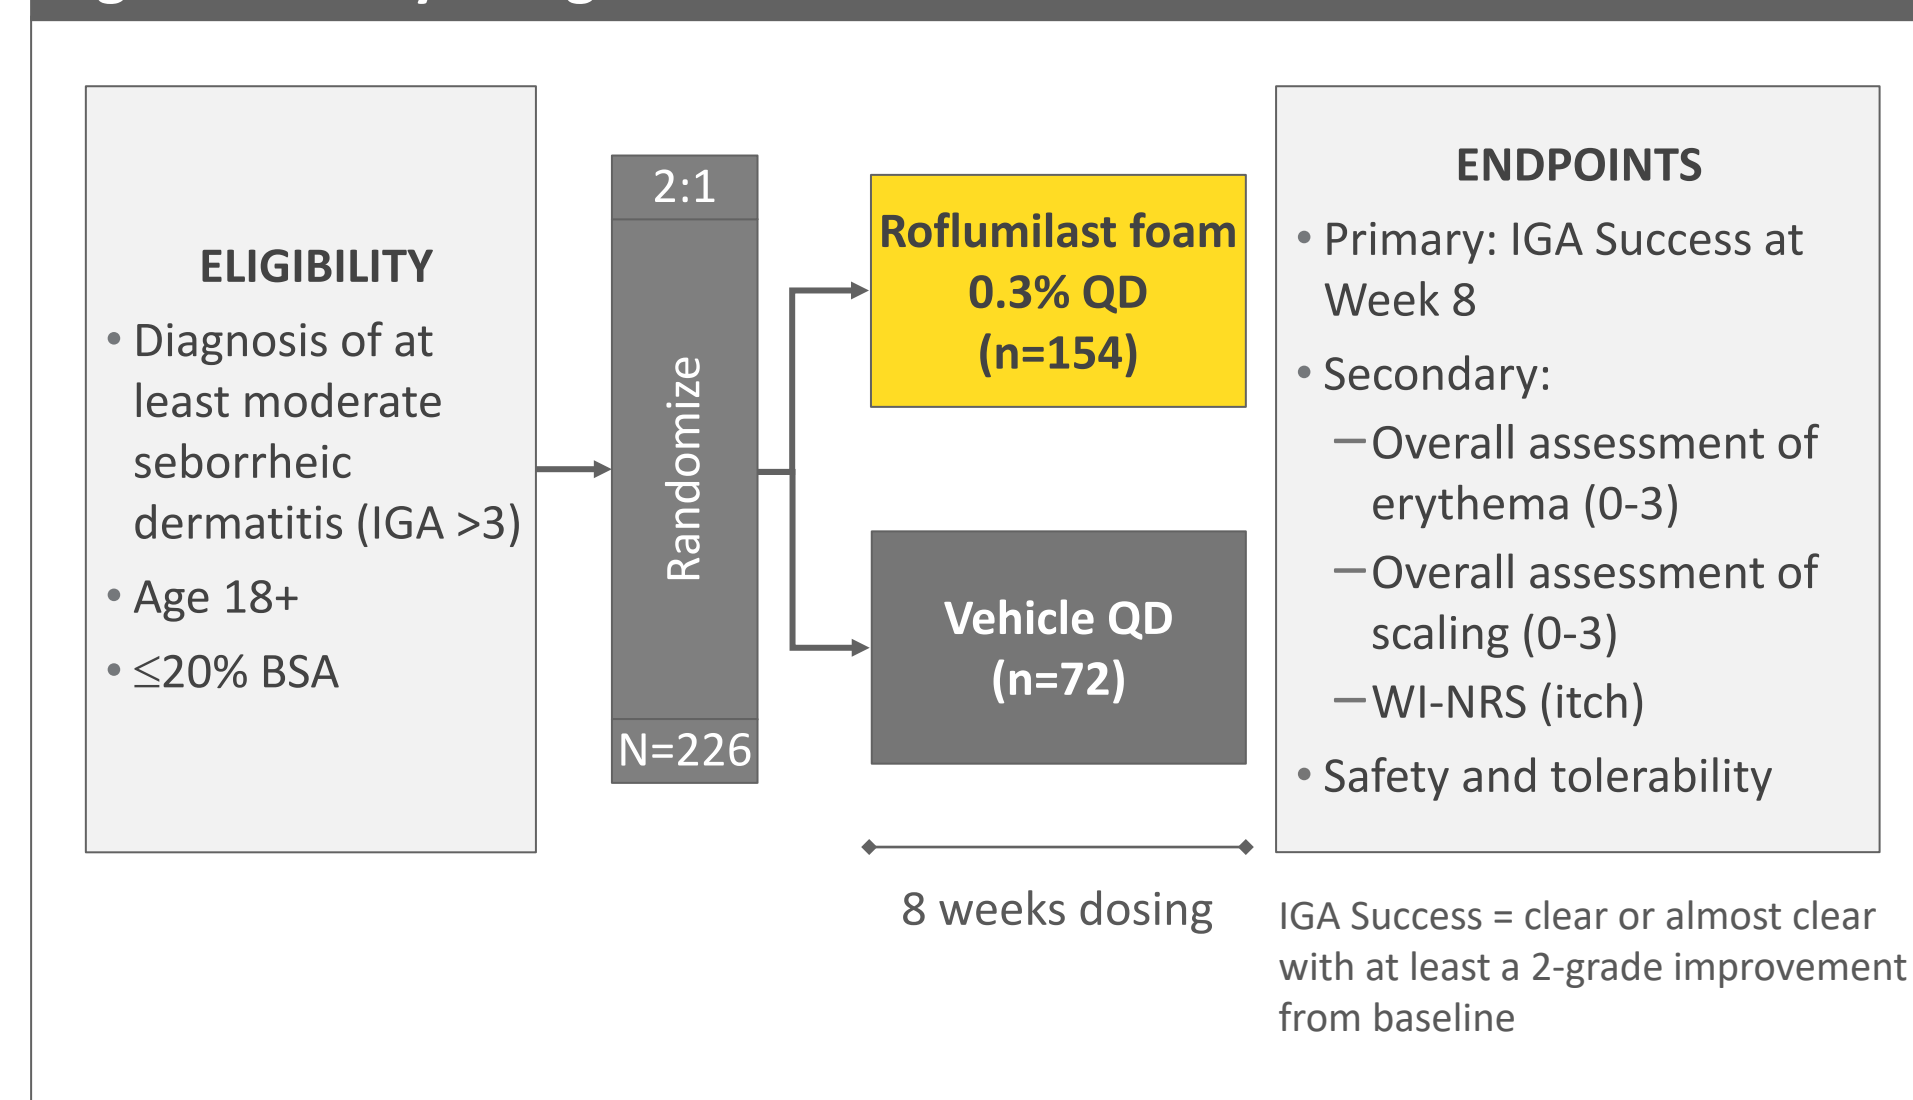 ELIGIBILITY
• Diagnosis of at
least moderate
seborrheic
dermatitis (IGA >3)
• Age 18+
• ≤20% BSA
2:1
Randomize
N=226
Roflumilast foam
0.3% QD
(n=154)
Vehicle QD
(n=72)
8 weeks dosing
ENDPOINTS
• Primary: IGA Success at
Week 8
• Secondary:
—Overall assessment of
erythema (0-3)
—Overall assessment of
scaling (0-3)
—WI-NRS (itch)
• Safety and tolerability
IGA Success = clear or almost clear
with at least a 2-grade improvement
from baseline